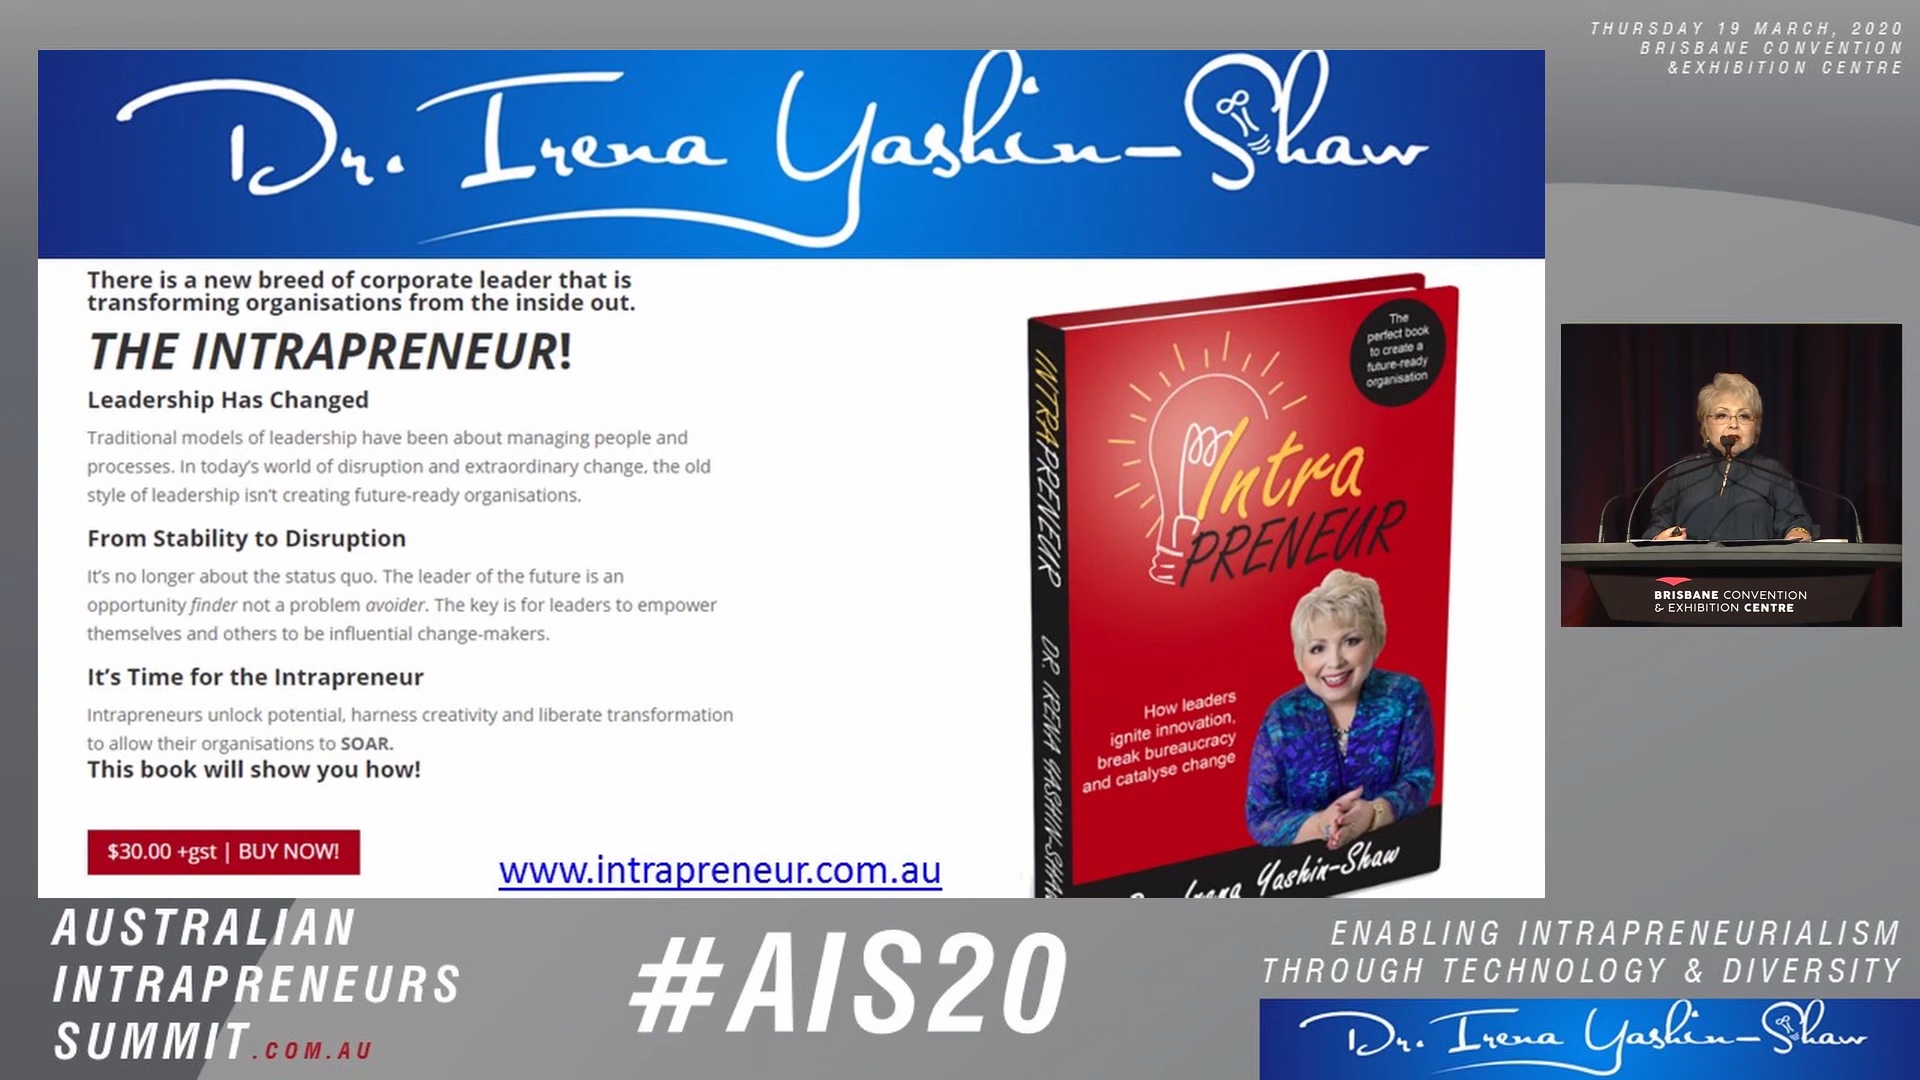 THURSDAY 19 MARCH, 2020
BRISBANE CONVENTION
&EXHIBITION CENTRE
Dr. Irena Yashin-Shaw
There is a new breed of corporate leader that is
transforming organisations from the inside out.
THE INTRAPRENEUR!
Leadership Has Changed
Traditional models of leadership have been about managing people and
processes. In today's world of disruption and extraordinary change, the old
style of leadership isn't creating future-ready organisations.
From Stability to Disruption
It's no longer about the status quo. The leader of the future is an
opportunity finder not a problem avoider. The key is for leaders to empower
themselves and others to be influential change-makers.
It's Time for the Intrapreneur
Intrapreneurs unlock potential, harness creativity and liberate transformation
to allow their organisations to SOAR.
This book will show you how!
$30.00 +gst | BUY NOW!
www.intrapreneur.com.au
INTRAPRENEUR DR. IRENA YASHIN-SHAW
The
perfect book
to create a
future-ready
organisation
Intra
PRENEUR
How leaders
ignite innovation,
break bureaucracy
and catalyse change
Dr. Irena Yashin-Shaw
BRISBANE CONVENTION
& EXHIBITION CENTRE
AUSTRALIAN
INTRAPRENEURS
SUMMIT.COM.AU
#AIS20
ENABLING INTRAPRENEURIALISM
THROUGH TECHNOLOGY & DIVERSITY
Dr. Irena Yashin-Shaw